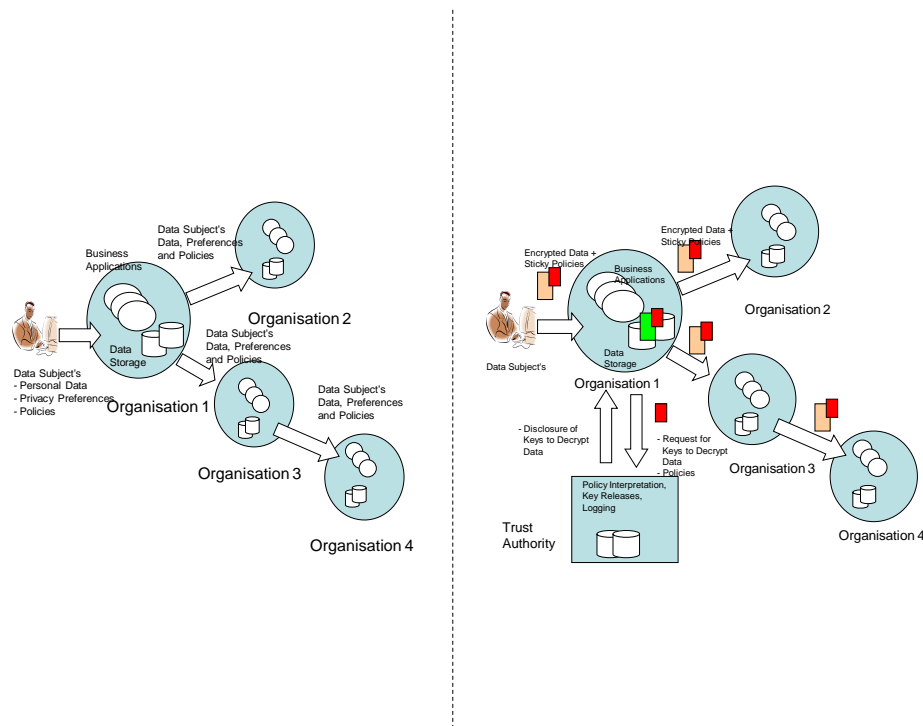 Data Subject's
Data, Preferences
and Policies
Business
Applications
Organisation 2
Data Subject's
Data, Preferences
and Policies
Data
Storage
Data Subject's
- Personal Data
- Privacy Preferences
- Policies
Organisation 1
Data Subject's
Data, Preferences
and Policies
Organisation 3
Organisation 4
Encrypted Data +
Sticky Policies
Encrypted Data +
Sticky Policies
Business
Applications
Organisation 2
Data
Storage
Data Subject's
Organisation 1
- Disclosure of
Keys to Decrypt
Data
- Request for
Keys to Decrypt
Data
- Policies
Organisation 3
Policy Interpretation,
Key Releases,
Logging
Trust
Authority
Organisation 4